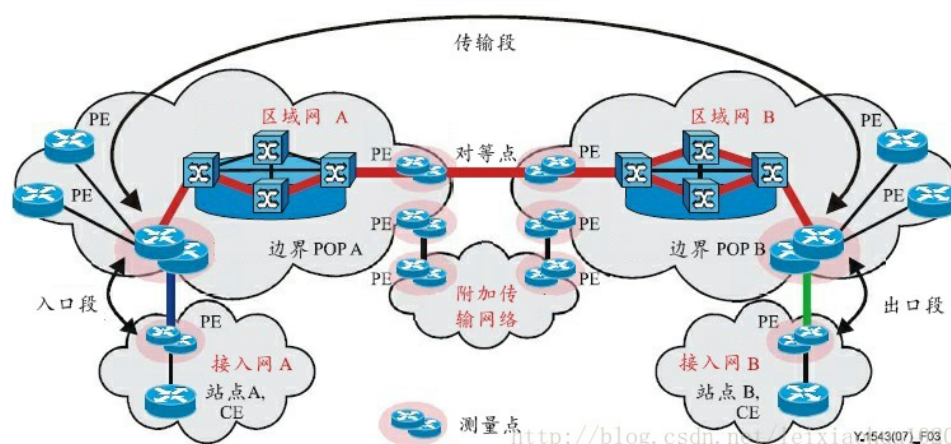 传输段
区域网 A
区域网 B
PE
PE
PE
对等点
PE
PE
PE
边界 POP A
PE
PE
边界 POP B
PE
PE
附加传
输网络
入口段
出口段
PE
PE
接入网 A
接入网 B
站点A,
CE
站点 B,
CE
测量点
Y.1543(07)_F03